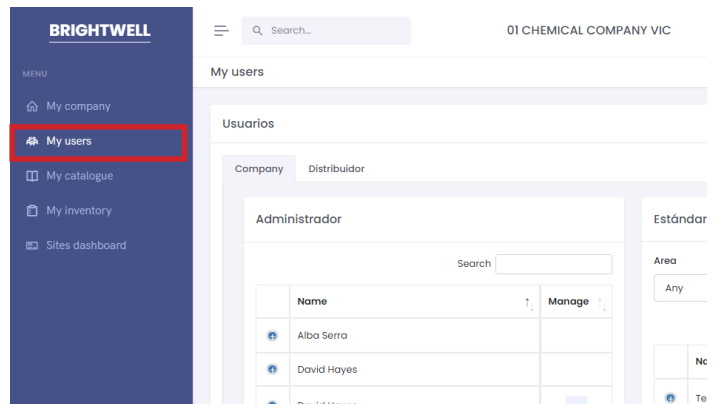 BRIGHTWELL
Search...
01 CHEMICAL COMPANY VIC
MENU
My users
My company
My users
My catalogue
My inventory
Sites dashboard
Usuarios
Company Distribuidor
Administrador
Estándar
Search
Area
Any
Name Manage
Alba Serra
David Hayes